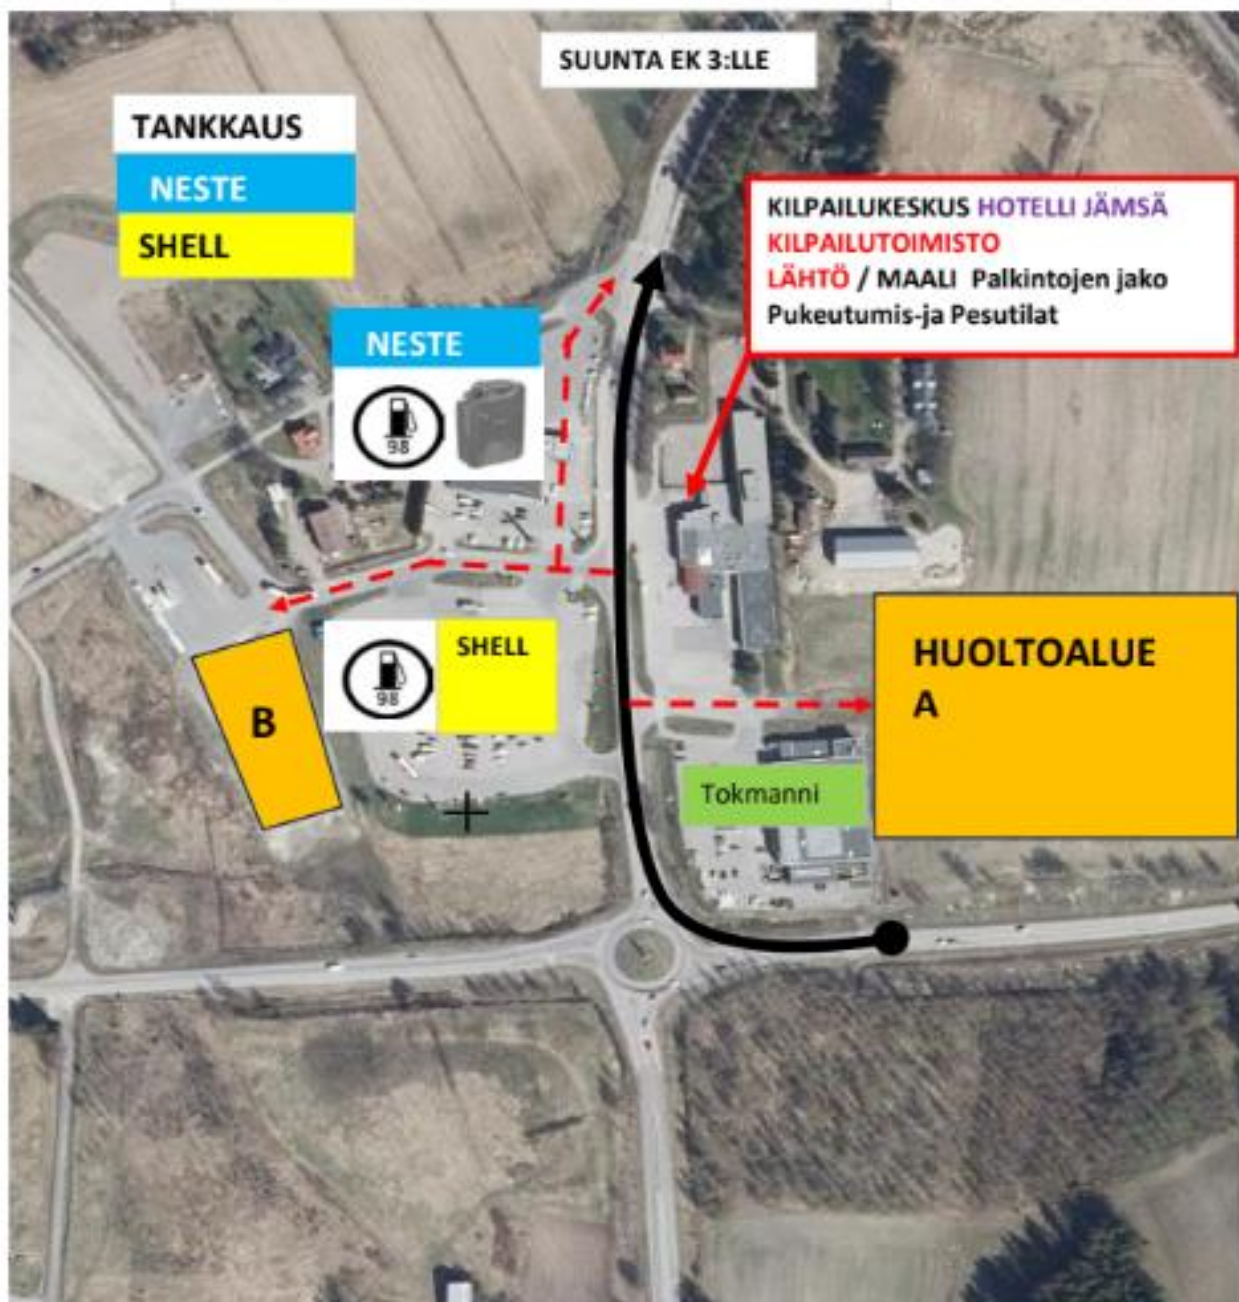 SUUNTA EK 3:LLE
TANKKAUS
NESTE
SHELL
KILPAILUKESKUS HOTELLI JÄMSÄ
KILPAILUTOIMISTO
LÄHTÖ / MAALI Palkintojen jako
Pukeutumis-ja Pesutilat
NESTE
98
SHELL
98
HUOLTOALUE
A
B
Tokmanni